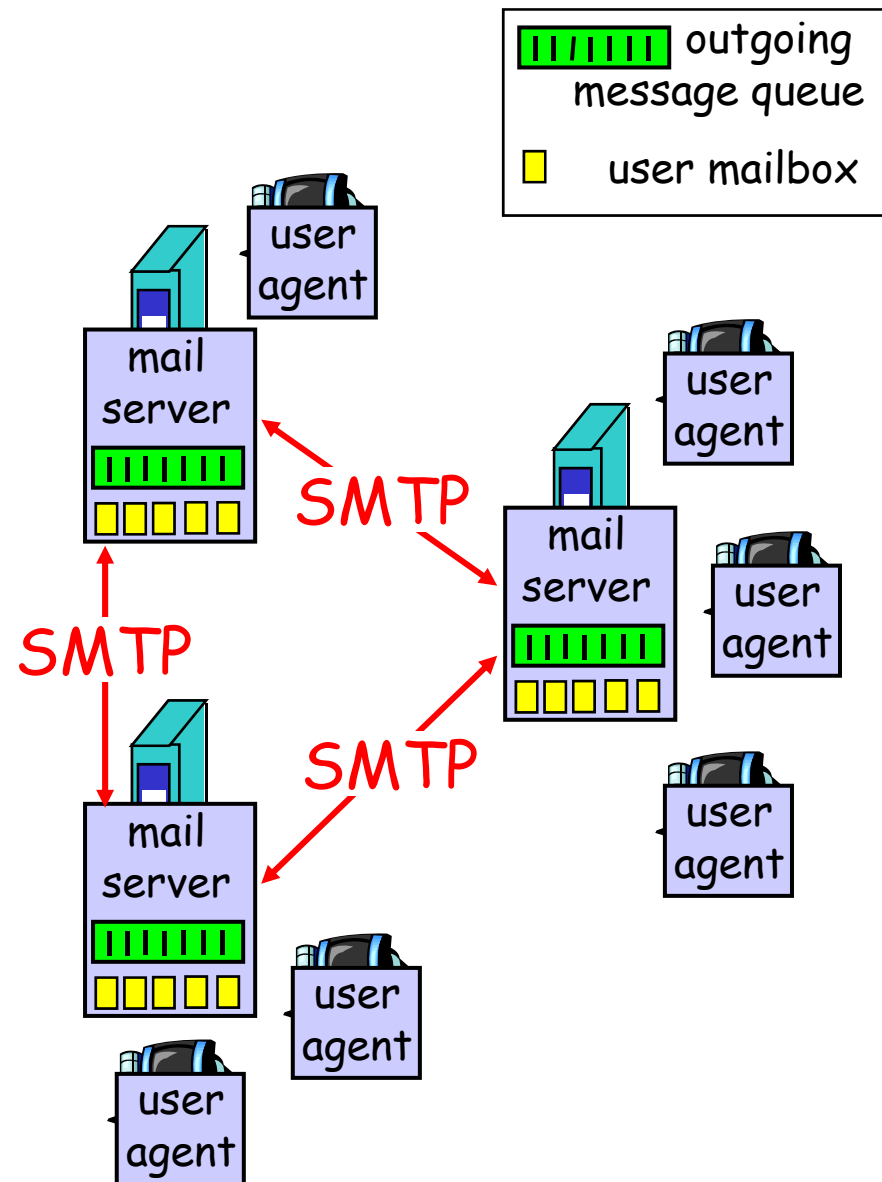 outgoing
message queue
user mailbox
user
agent
mail
server
user
agent
SMTP
mail
server
user
agent
SMTP
SMTP
user
agent
mail
server
user
agent
user
agent